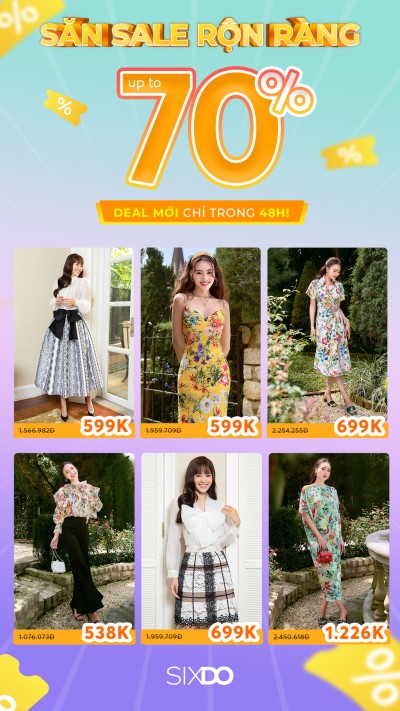 SĂN SALE RỘN RÀNG
up to
70%
DEAL MỚI CHỈ TRONG 48H!
1.566.982Đ 599K
1.959.709Đ 599K
2.254.255Đ 699K
1.076.073Đ 538K
1.959.709Đ 699K
2.450.618Đ 1.226K
SIXDO